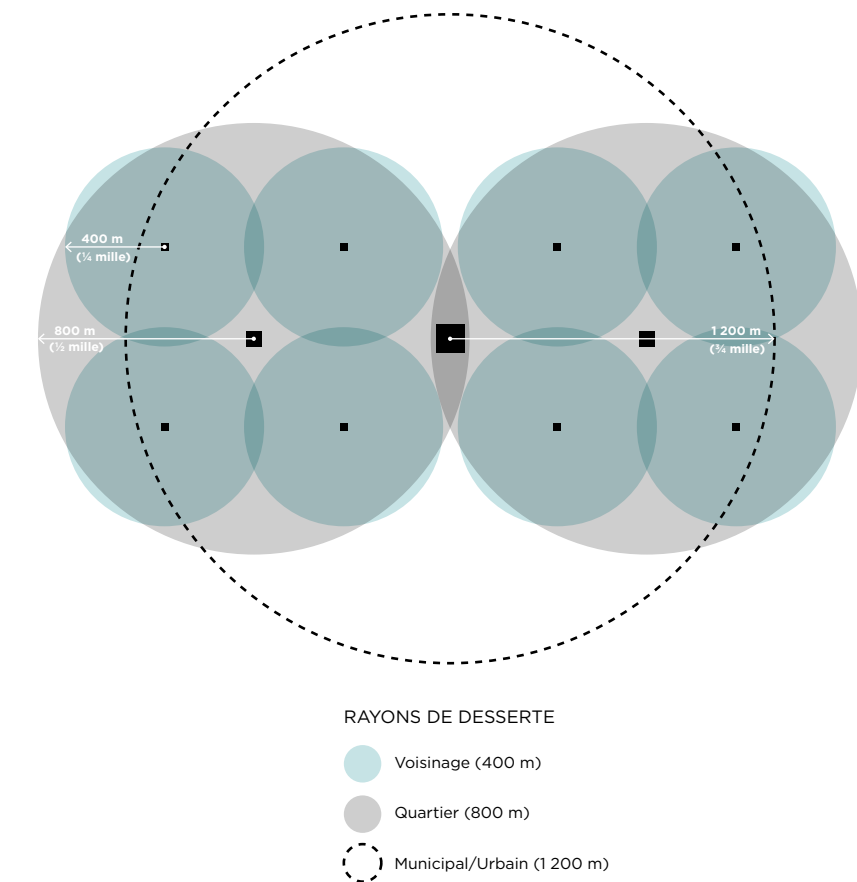 400 m
(¼ mille)
800 m
(½ mille)
1 200 m
(¾ mille)
RAYONS DE DESSERTE
Voisinage (400 m)
Quartier (800 m)
Municipal/Urbain (1 200 m)